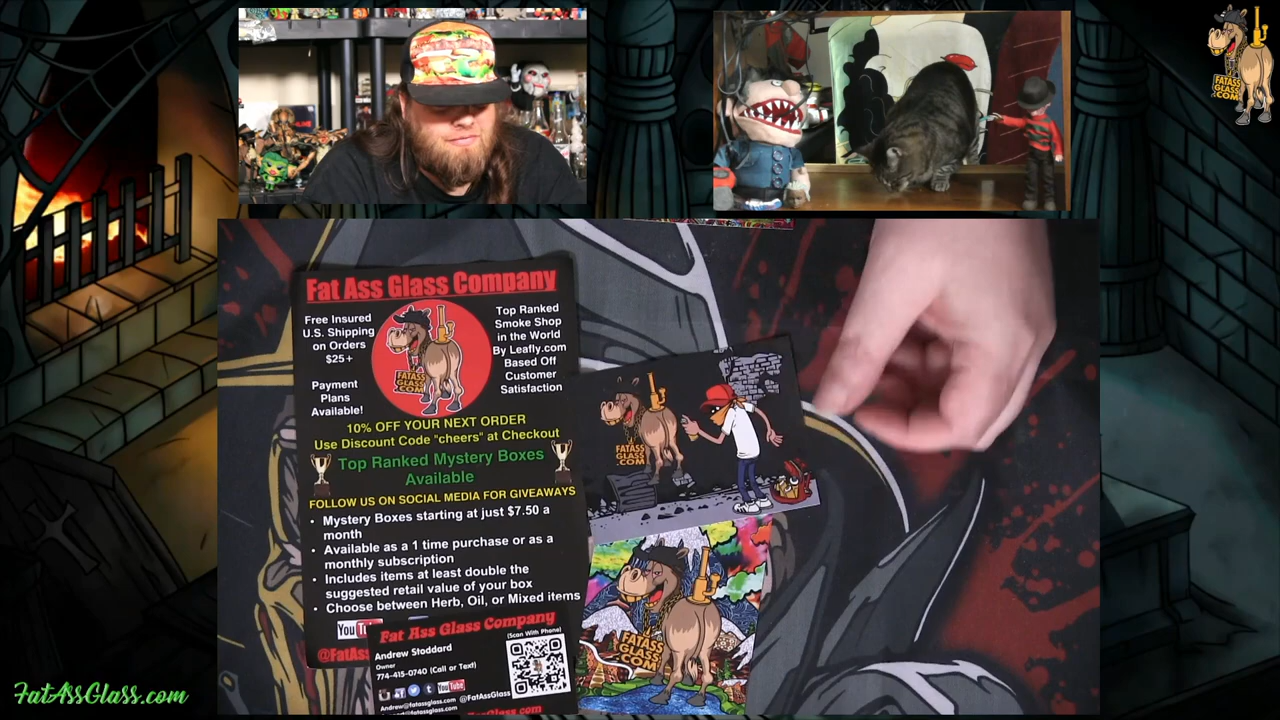 FATASS
GLASS
.COM
Fat Ass Glass Company
Free Insured
U.S. Shipping
on Orders
$25+
Payment
Plans
Available!
FATASS
GLASS
.COM
Top Ranked
Smoke Shop
in the World
By Leafly.com
Based Off
Customer
Satisfaction
10% OFF YOUR NEXT ORDER
Use Discount Code "cheers" at Checkout
Top Ranked Mystery Boxes
Available
FOLLOW US ON SOCIAL MEDIA FOR GIVEAWAYS
• Mystery Boxes starting at just $7.50 a
month
• Available as a 1 time purchase or as a
monthly subscription
• Includes items at least double the
suggested retail value of your box
• Choose between Herb, Oil, or Mixed items
You
@FatAs
FATASS
GLASS
.COM
FATASS
GLASS
.COM
Fat Ass Glass Company
(Scan With Phone)
Andrew Stoddard
Owner
774-415-0740 (Call or Text)
YouTube
@FatAssGlass
Andrew@fatassglass.com
FatAssGlass.com